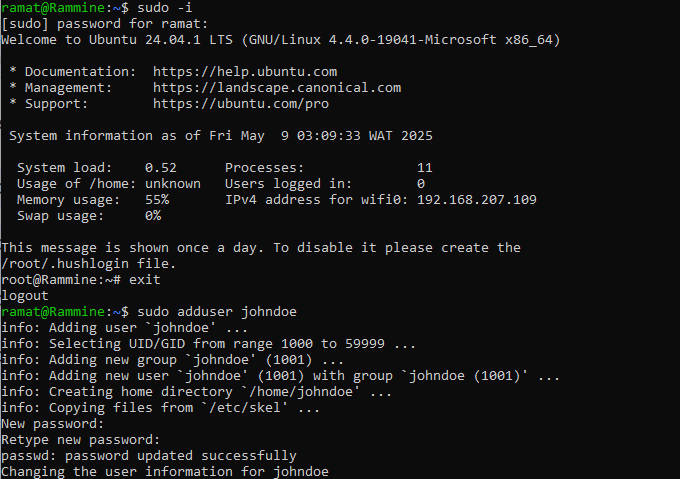 ramat@Rammine:~$ sudo -i
[sudo] password for ramat:
Welcome to Ubuntu 24.04.1 LTS (GNU/Linux 4.4.0-19041-Microsoft x86_64)

 * Documentation:  https://help.ubuntu.com
 * Management:     https://landscape.canonical.com
 * Support:        https://ubuntu.com/pro

 System information as of Fri May  9 03:09:33 WAT 2025

  System load:    0.52      Processes:              11
  Usage of /home: unknown   Users logged in:        0
  Memory usage:   55%       IPv4 address for wifi0: 192.168.207.109
  Swap usage:     0%

This message is shown once a day. To disable it please create the
/root/.hushlogin file.
root@Rammine:~# exit
logout
ramat@Rammine:~$ sudo adduser johndoe
info: Adding user `johndoe' ...
info: Selecting UID/GID from range 1000 to 59999 ...
info: Adding new group `johndoe' (1001) ...
info: Adding new user `johndoe' (1001) with group `johndoe (1001)' ...
info: Creating home directory `/home/johndoe' ...
info: Copying files from `/etc/skel' ...
New password:
Retype new password:
passwd: password updated successfully
Changing the user information for johndoe